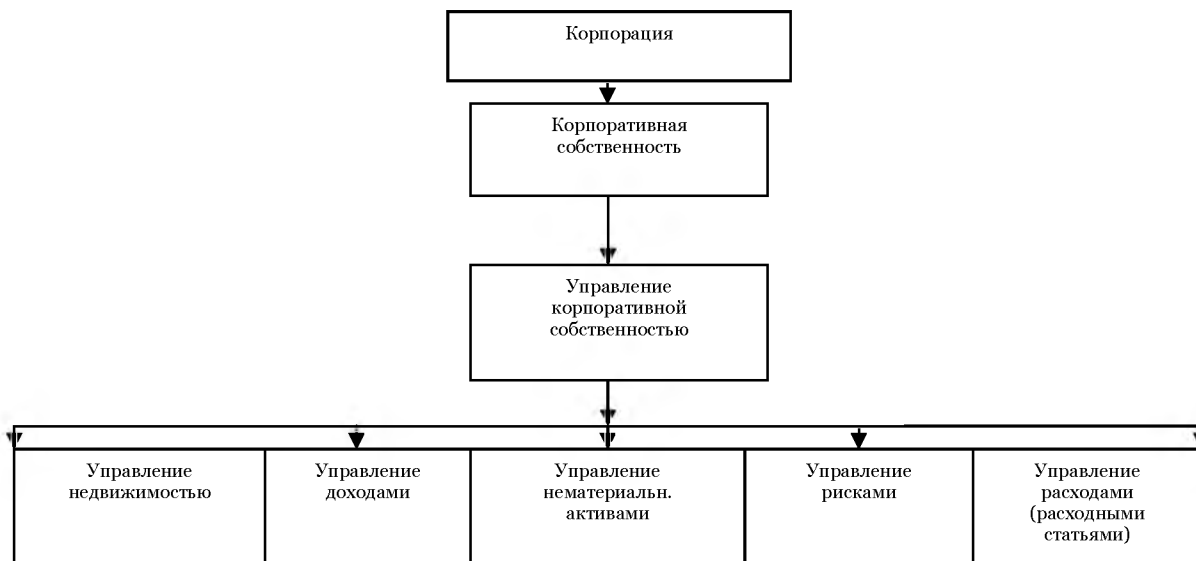 Корпорация
Корпоративная
собственность
Управление
корпоративной
собственностью
Управление
недвижимостью
Управление
доходами
Управление
нематериальн.
активами
Управление
рисками
Управление
расходами
(расходными
статьями)